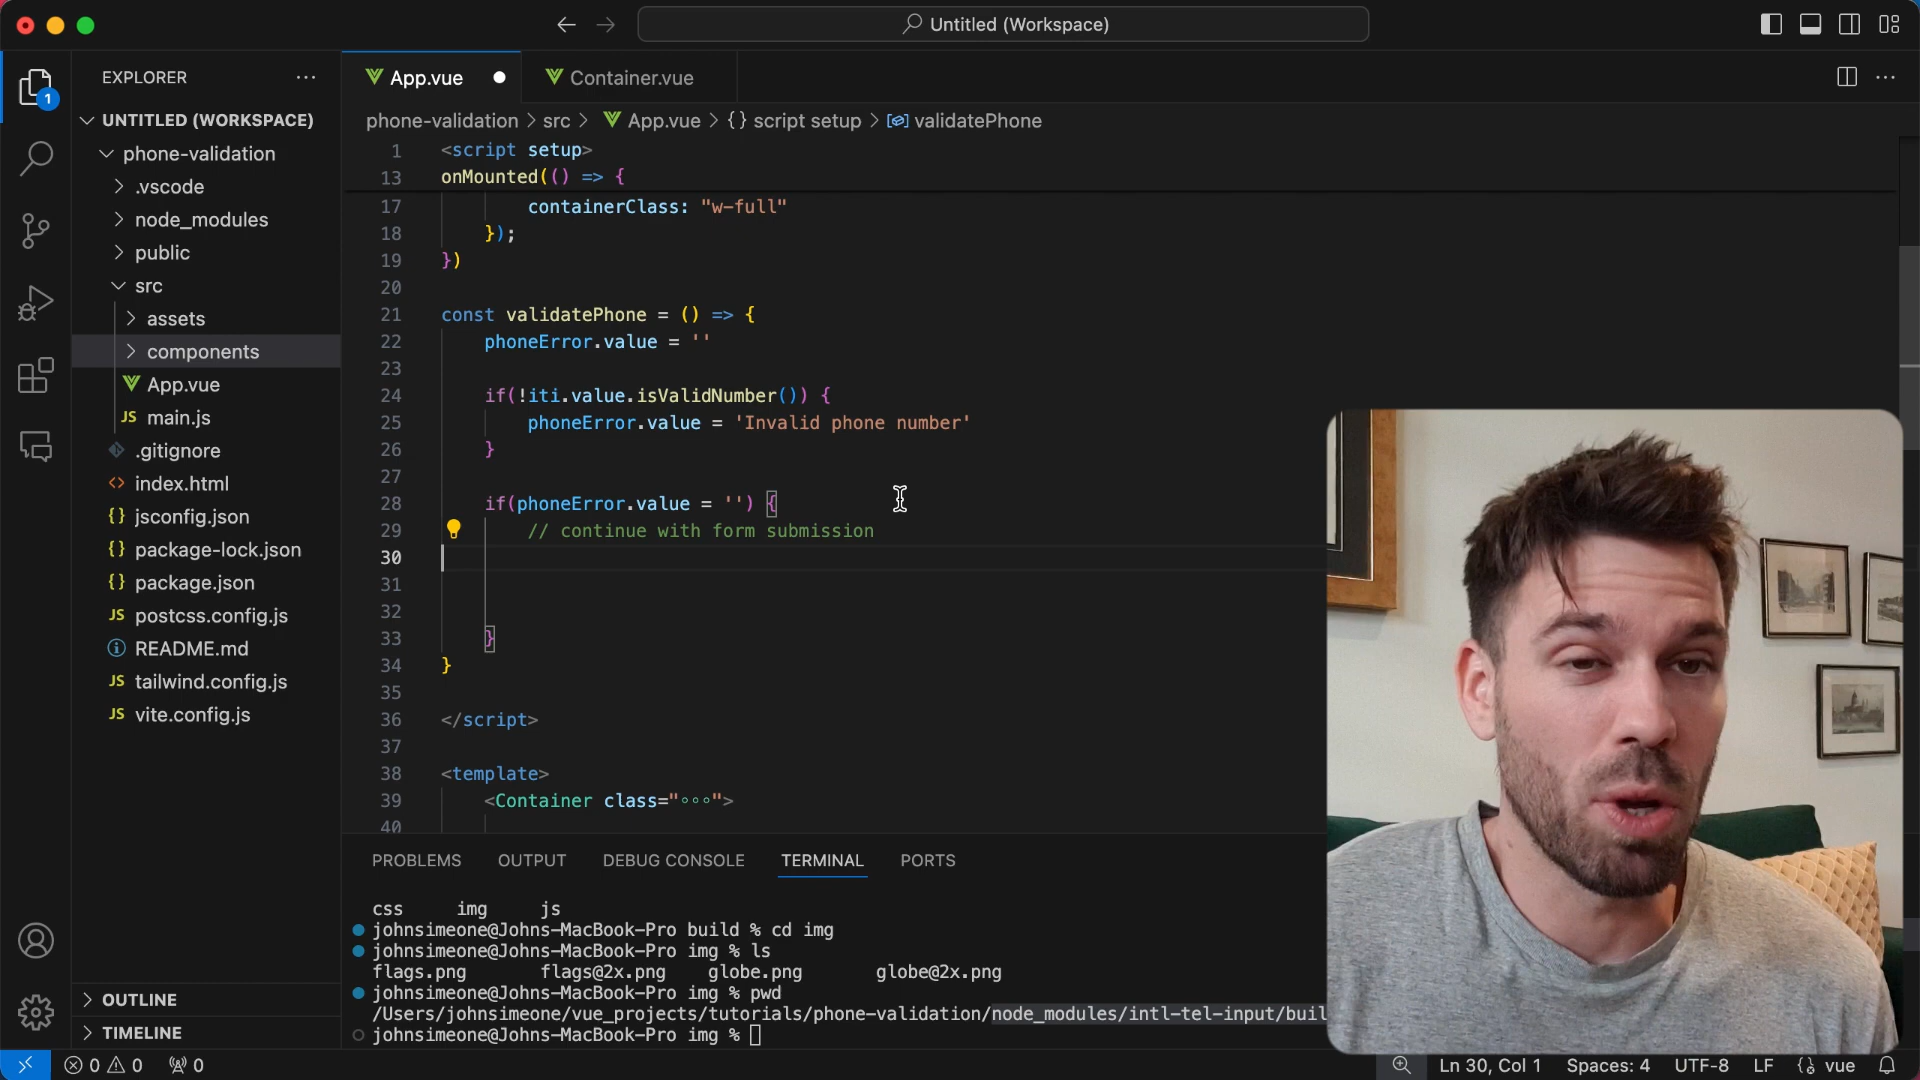 Untitled (Workspace)
EXPLORER
1
UNTITLED (WORKSPACE)
phone-validation
.vscode
node_modules
public
src
assets
components
App.vue
JS main.js
.gitignore
<> index.html
{} jsconfig.json
{} package-lock.json
{} package.json
JS postcss.config.js
README.md
JS tailwind.config.js
JS vite.config.js
OUTLINE
TIMELINE
App.vue
Container.vue
phone-validation > src > App.vue > {} script setup > validatePhone
1 <script setup>
13 onMounted(() => {
17 containerClass: "w-full"
18 });
19 })
20
21 const validatePhone = () => {
22 phoneError.value = ''
23
24 if(!iti.value.isValidNumber()) {
25 phoneError.value = 'Invalid phone number'
26 }
27
28 if(phoneError.value = '') {
29 // continue with form submission
30
31
32
33 }
34 }
35
36 </script>
37
38 <template>
39 <Container class="∘∘∘">
40
PROBLEMS OUTPUT DEBUG CONSOLE TERMINAL PORTS
css img js
johnsimeone@Johns-MacBook-Pro build % cd img
johnsimeone@Johns-MacBook-Pro img % ls
flags.png flags@2x.png globe.png globe@2x.png
johnsimeone@Johns-MacBook-Pro img % pwd
/Users/johnsimeone/vue_projects/tutorials/phone-validation/node_modules/intl-tel-input/buil
johnsimeone@Johns-MacBook-Pro img %
0 0 0 Ln 30, Col 1 Spaces: 4 UTF-8 LF {} vue